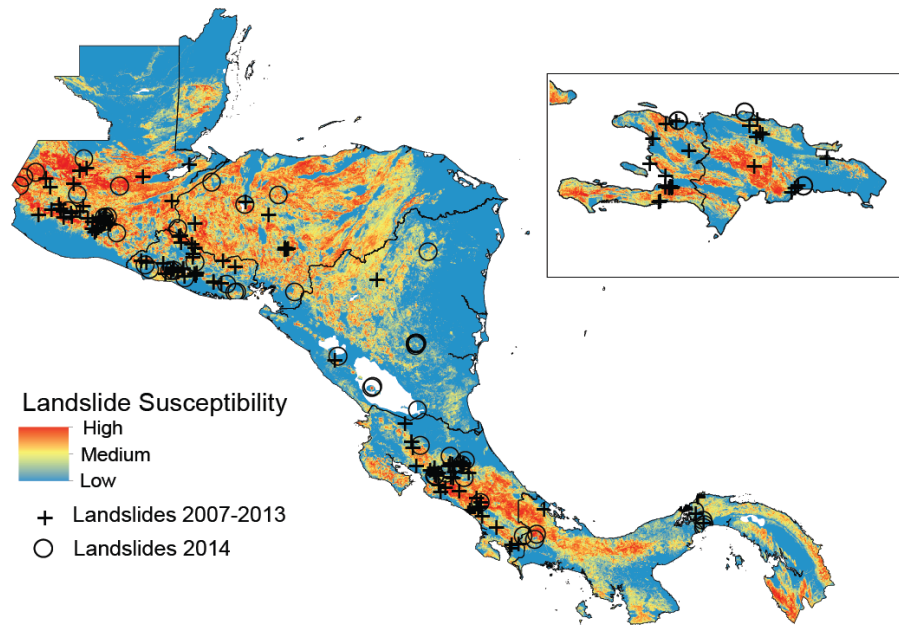 Landslide Susceptibility
High
Medium
Low
Landslides 2007-2013
Landslides 2014